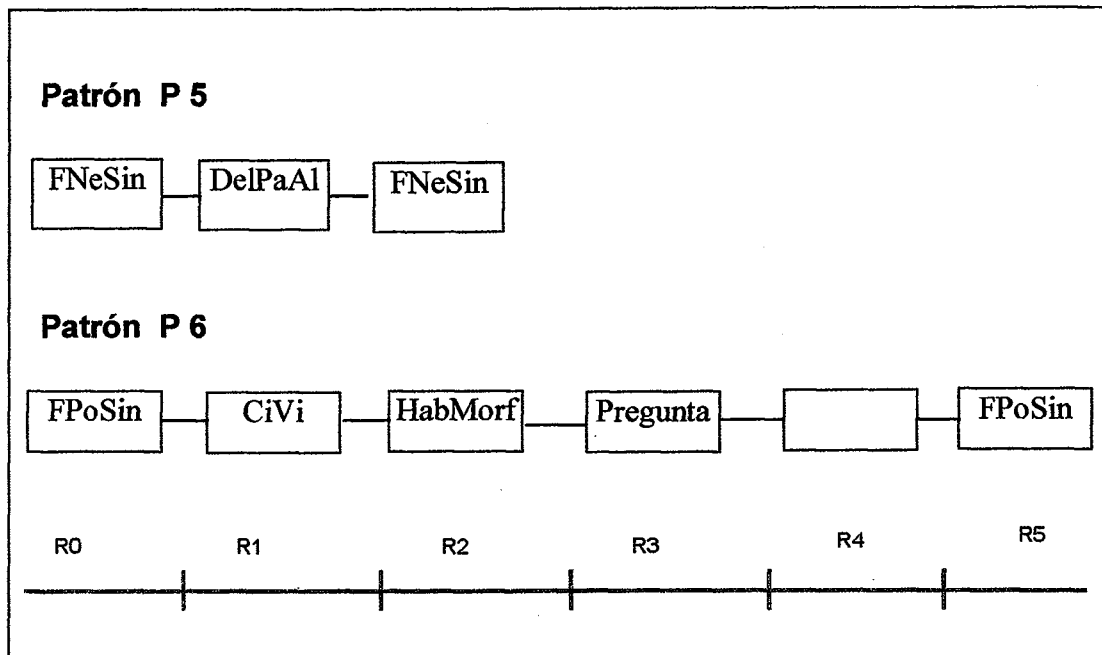 Patrón P 5
FNeSin DelPaAl FNeSin
Patrón P 6
FPoSin CiVi HabMorf Pregunta FPoSin
R0 R1 R2 R3 R4 R5